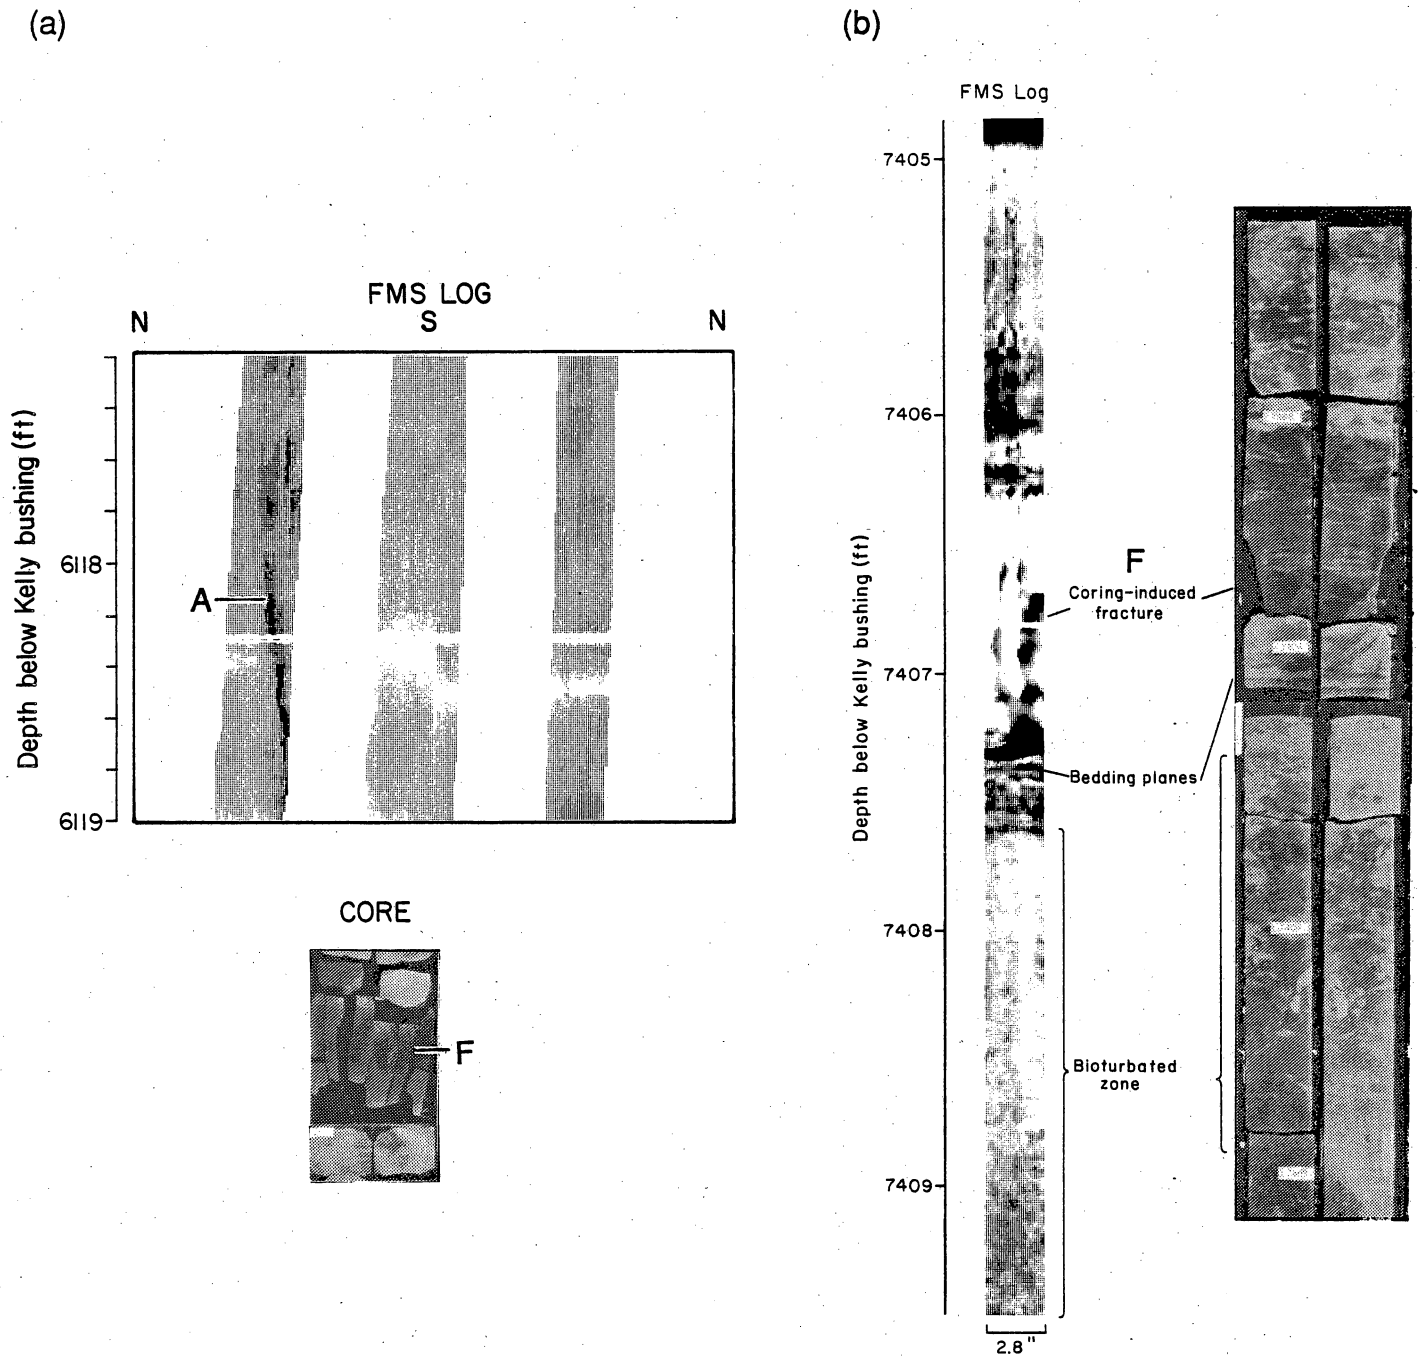 (a)
FMS LOG
N S N
Depth below Kelly bushing (ft)
6118
6119
A
CORE
F
(b)
FMS Log
Depth below Kelly bushing (ft)
7405
7406
7407
7408
7409
F
Coring-induced
fracture
Bedding planes
Bioturbated
zone
2.8"